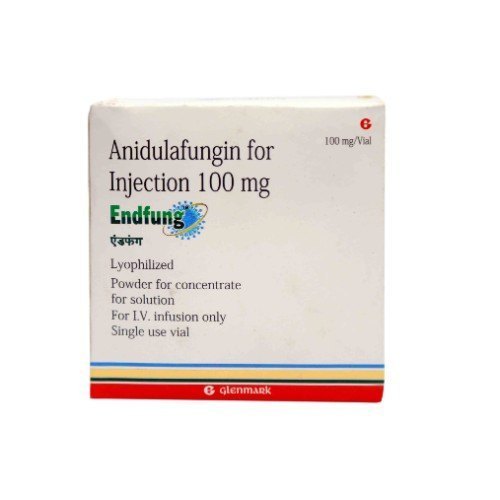 100 mg/Vial
Anidulafungin for
Injection 100 mg
Endfung™
एंडफंग
Lyophilized
Powder for concentrate
for solution
For I.V. infusion only
Single use vial
glenmark